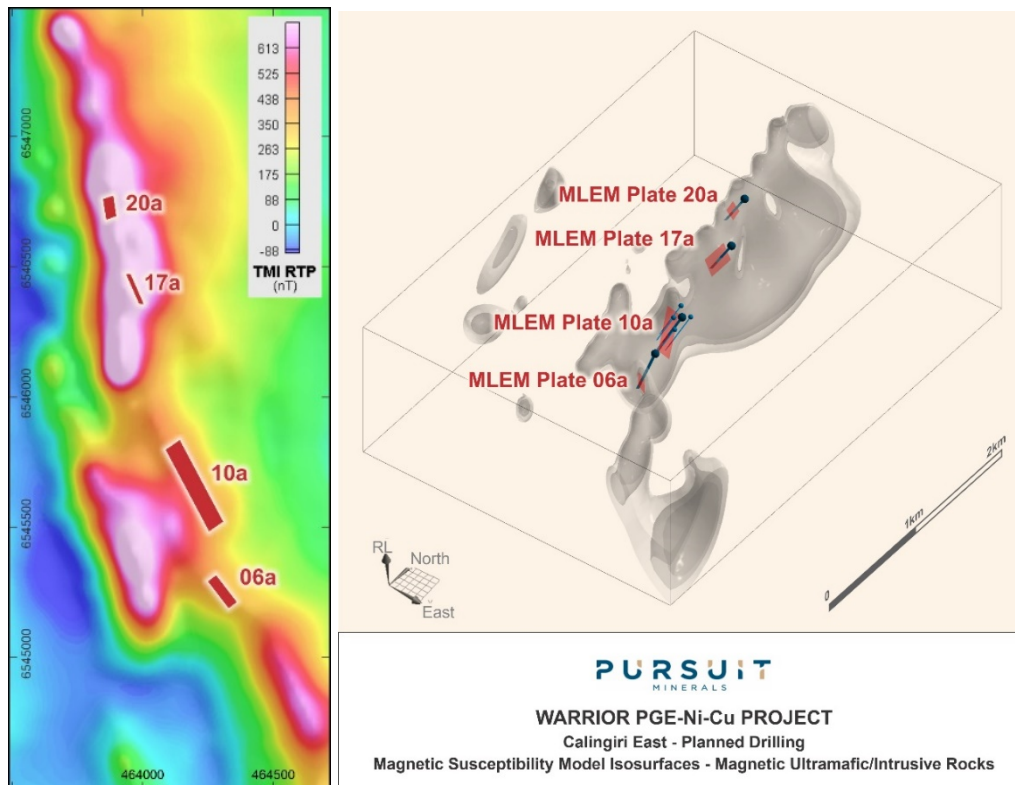 613
525
438
350
263
175
88
0
-88
TMI RTP
(nT)
6547000
6546500
6546000
6545500
6545000
20a
17a
10a
06a
464000
464500
MLEM Plate 20a
MLEM Plate 17a
MLEM Plate 10a
MLEM Plate 06a
RL
North
East
0
1km
2km
PURSUIT
MINERALS
WARRIOR PGE-Ni-Cu PROJECT
Calingiri East - Planned Drilling
Magnetic Susceptibility Model Isosurfaces - Magnetic Ultramafic/Intrusive Rocks